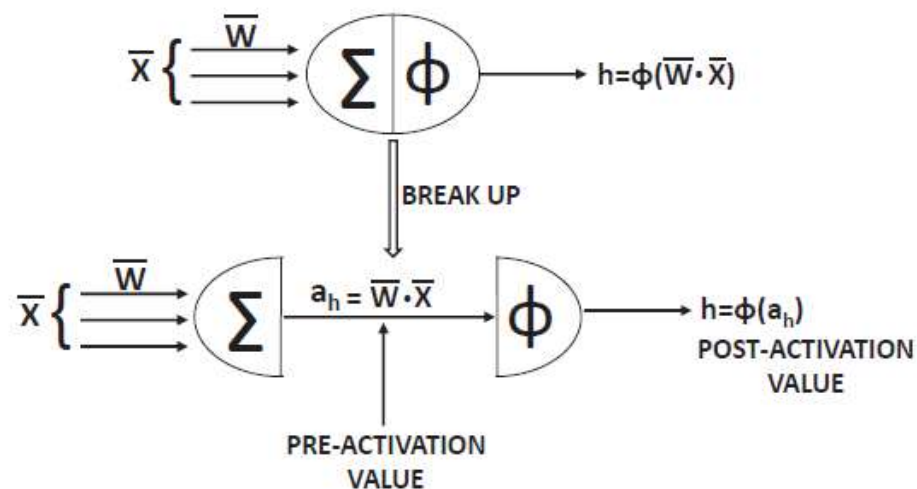 W̅
X̅ {
Σ ϕ
h=ϕ(W̅·X̅)
BREAK UP
W̅
X̅ {
Σ
a_h = W̅·X̅
ϕ
h=ϕ(a_h)
POST-ACTIVATION
VALUE
PRE-ACTIVATION
VALUE